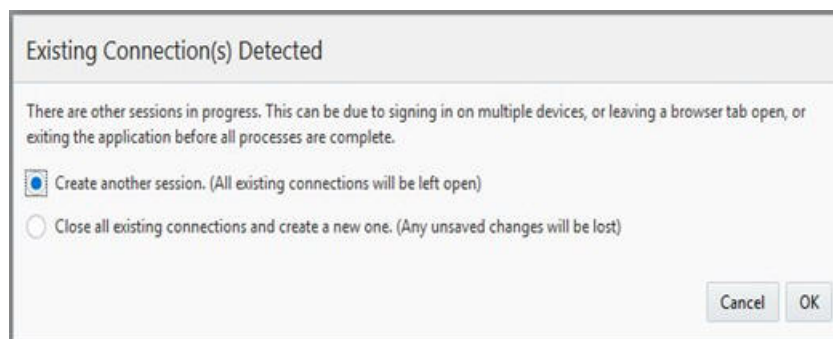 Existing Connection(s) Detected
There are other sessions in progress. This can be due to signing in on multiple devices, or leaving a browser tab open, or
exiting the application before all processes are complete.
Create another session. (All existing connections will be left open)
Close all existing connections and create a new one. (Any unsaved changes will be lost)
Cancel OK